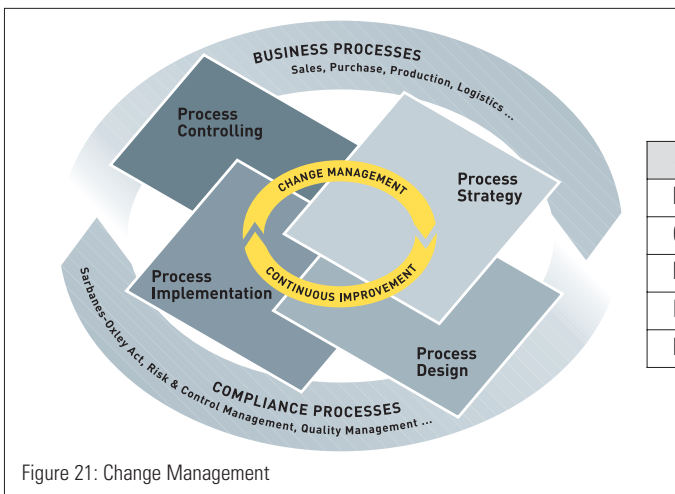 BUSINESS PROCESSES
Sales, Purchase, Production, Logistics ...
Process
Controlling
CHANGE MANAGEMENT
Process
Strategy
Process
Implementation
CONTINUOUS IMPROVEMENT
Process
Design
COMPLIANCE PROCESSES
Sarbanes-Oxley Act, Risk & Control Management, Quality Management ...
Figure 21: Change Management